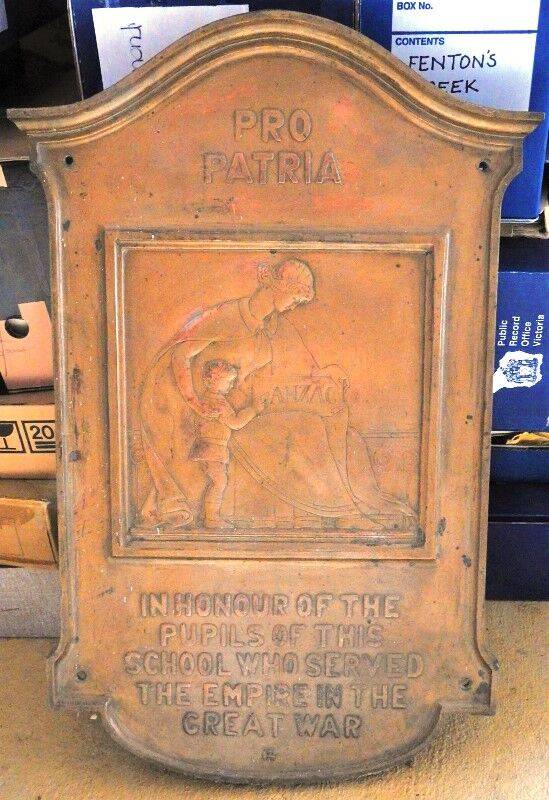 BOX No.
CONTENTS
FENTON'S
PRO
PATRIA
ANZAC
Public
Record
Office
Victoria
20
IN HONOUR OF THE
PUPILS OF THIS
SCHOOL WHO SERVED
THE EMPIRE IN THE
GREAT WAR